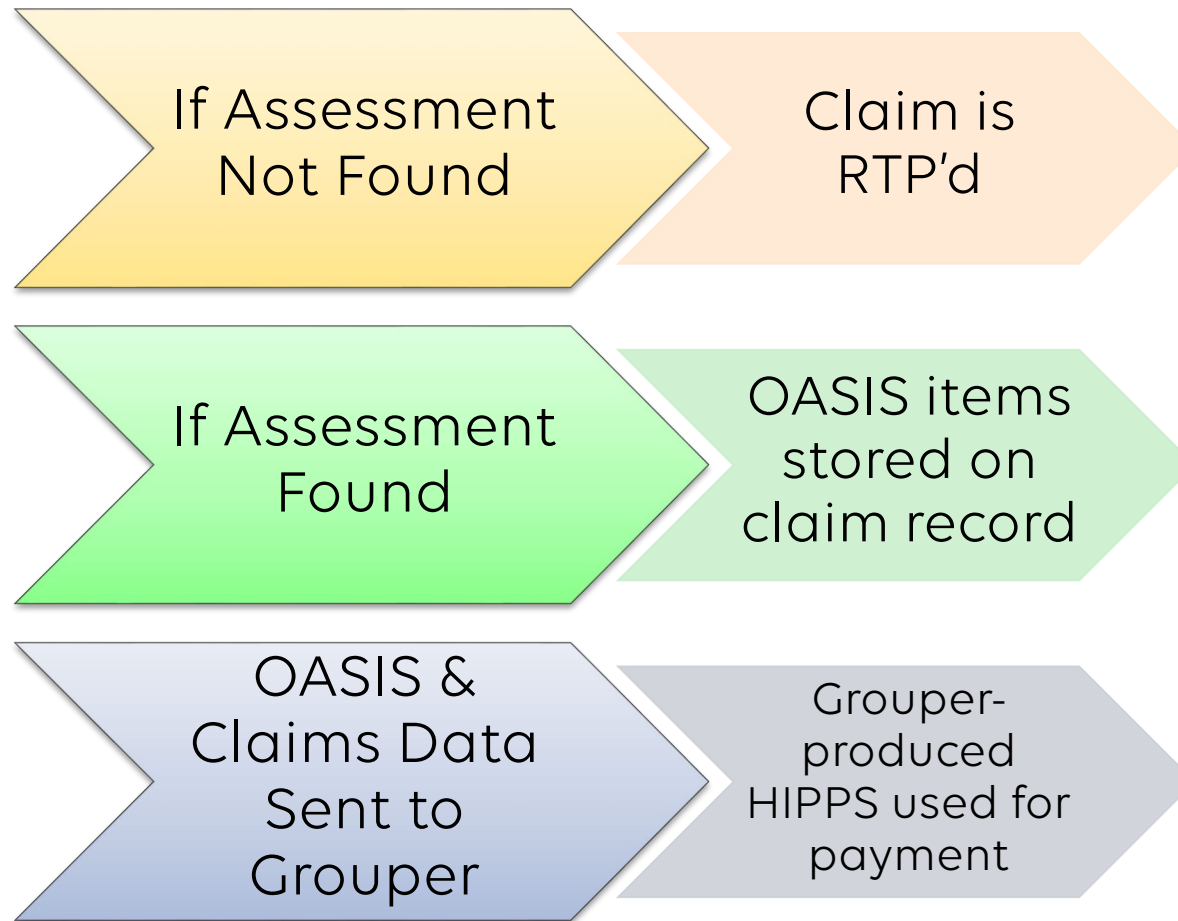 If Assessment
Not Found
Claim is
RTP'd
If Assessment
Found
OASIS items
stored on
claim record
OASIS &
Claims Data
Sent to
Grouper
Grouper-
produced
HIPPS used for
payment